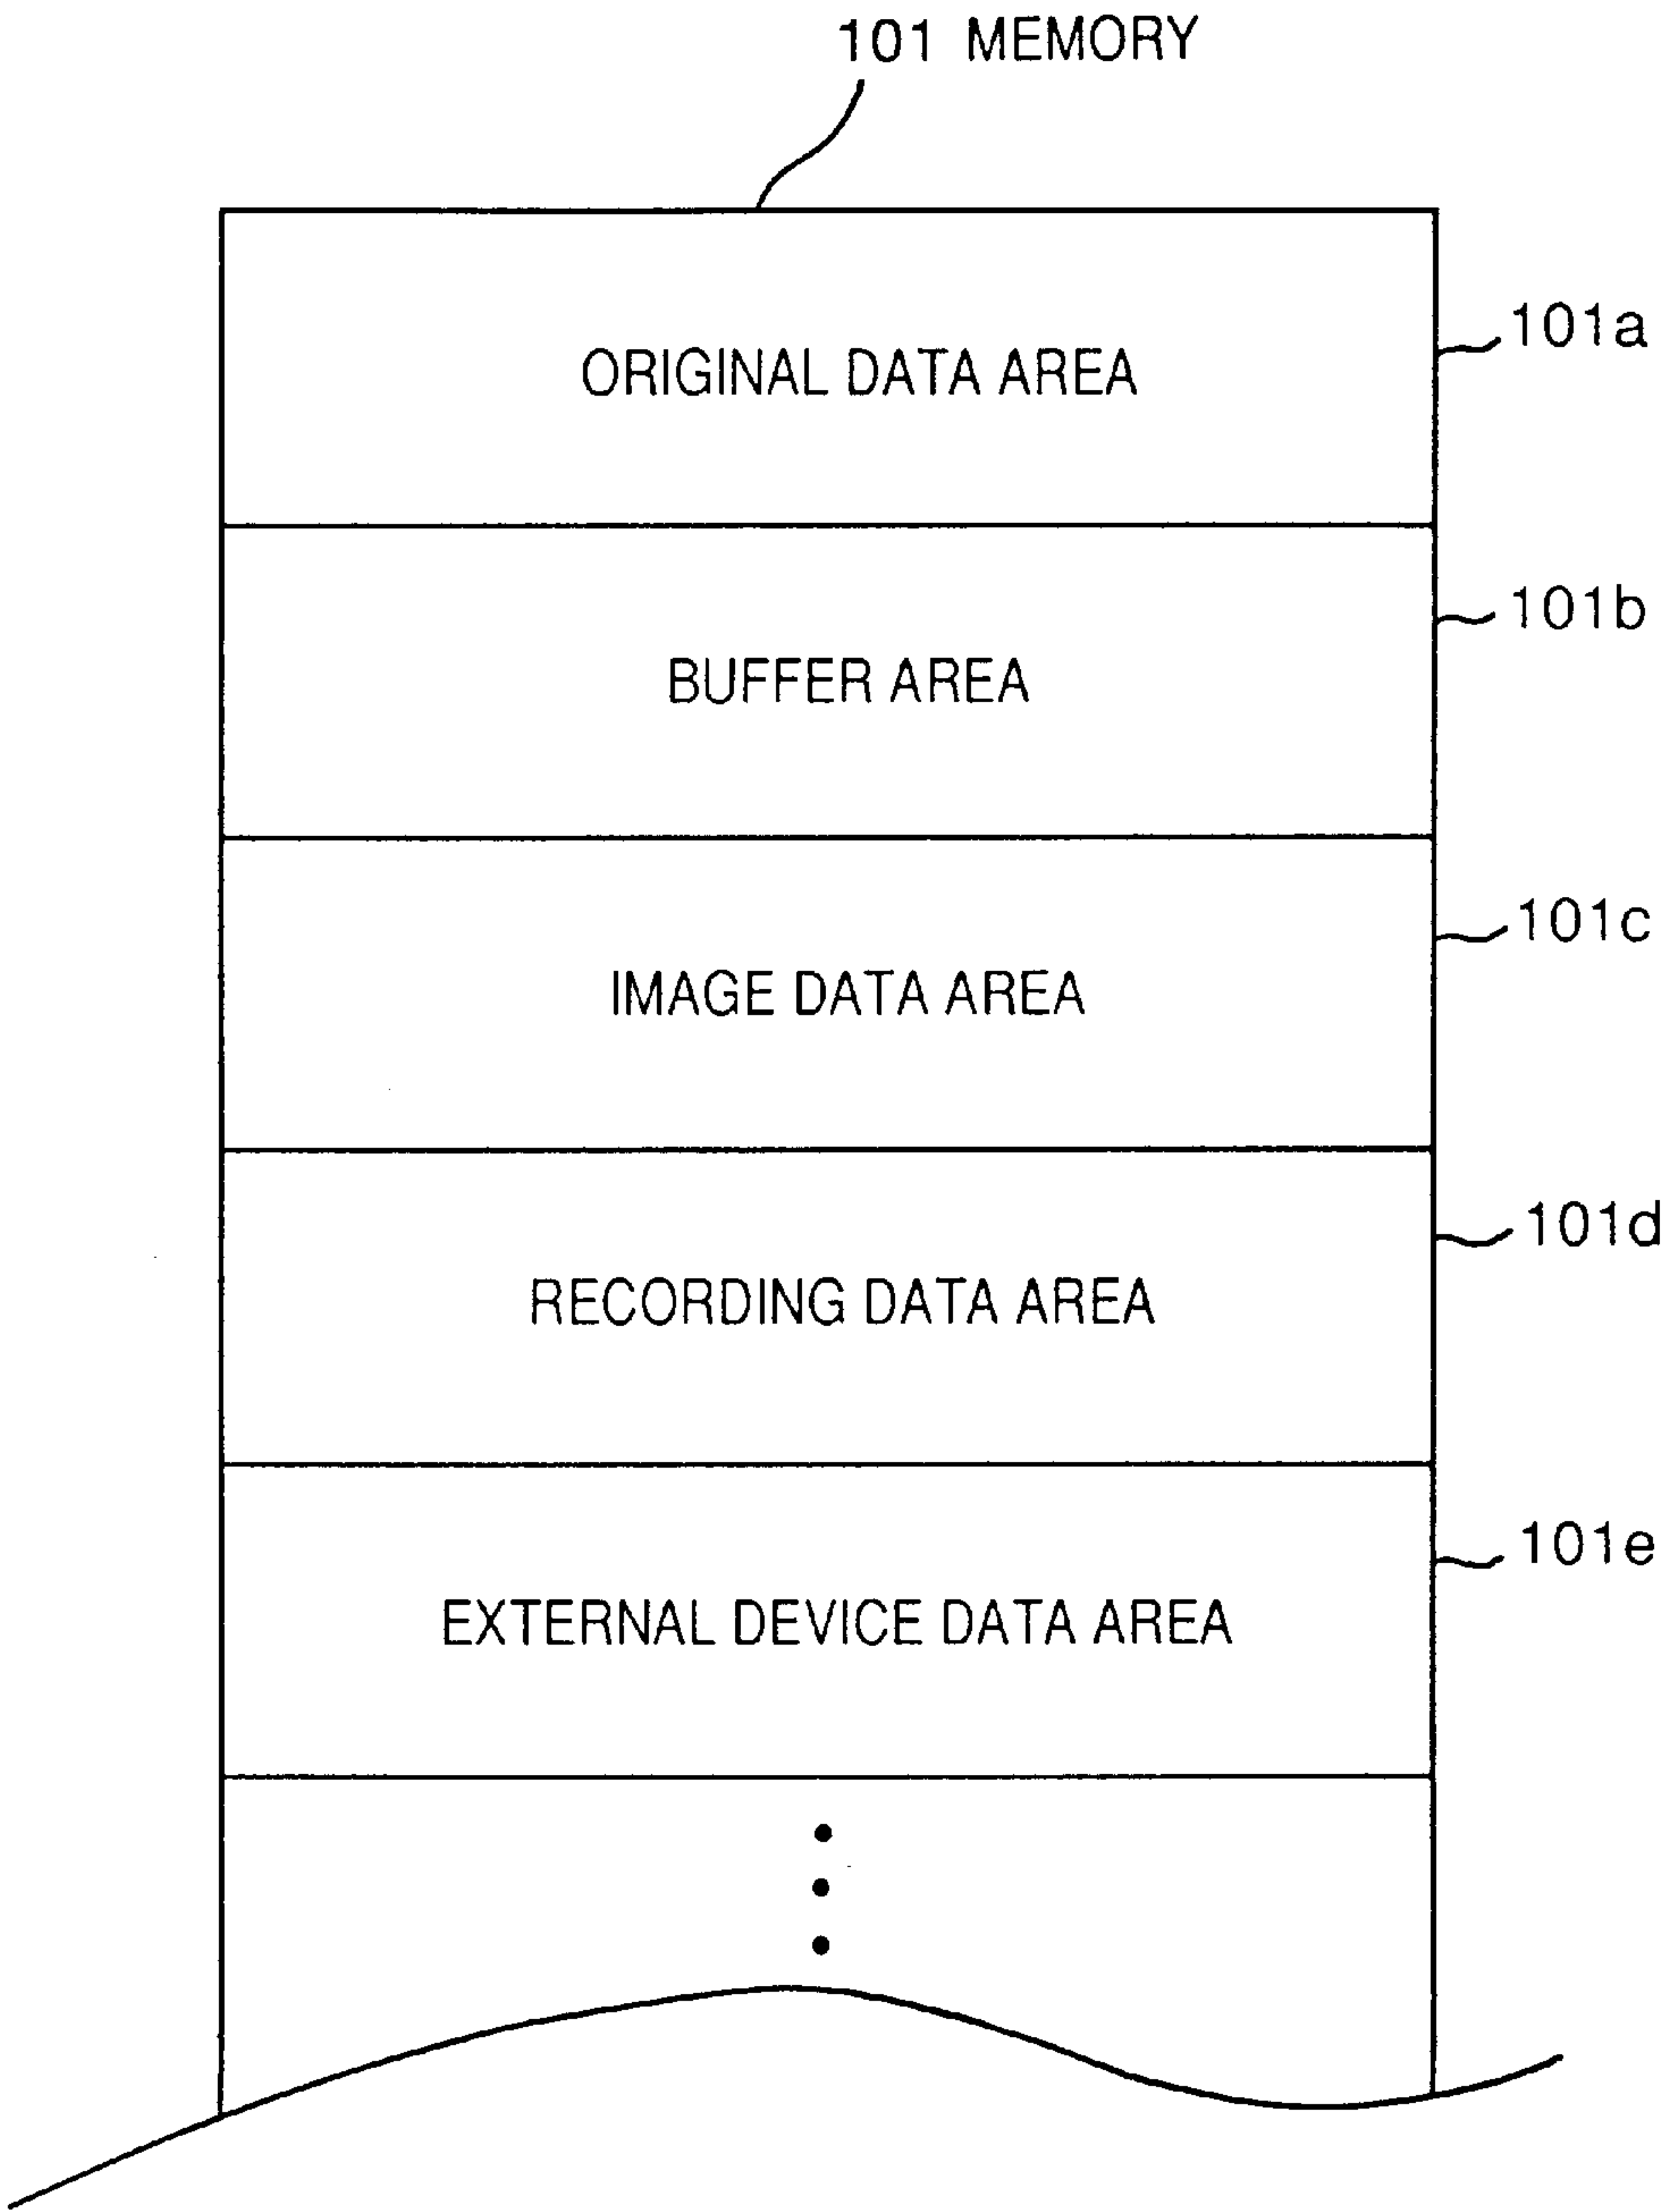 101 MEMORY
101a
ORIGINAL DATA AREA
101b
BUFFER AREA
101c
IMAGE DATA AREA
101d
RECORDING DATA AREA
101e
EXTERNAL DEVICE DATA AREA